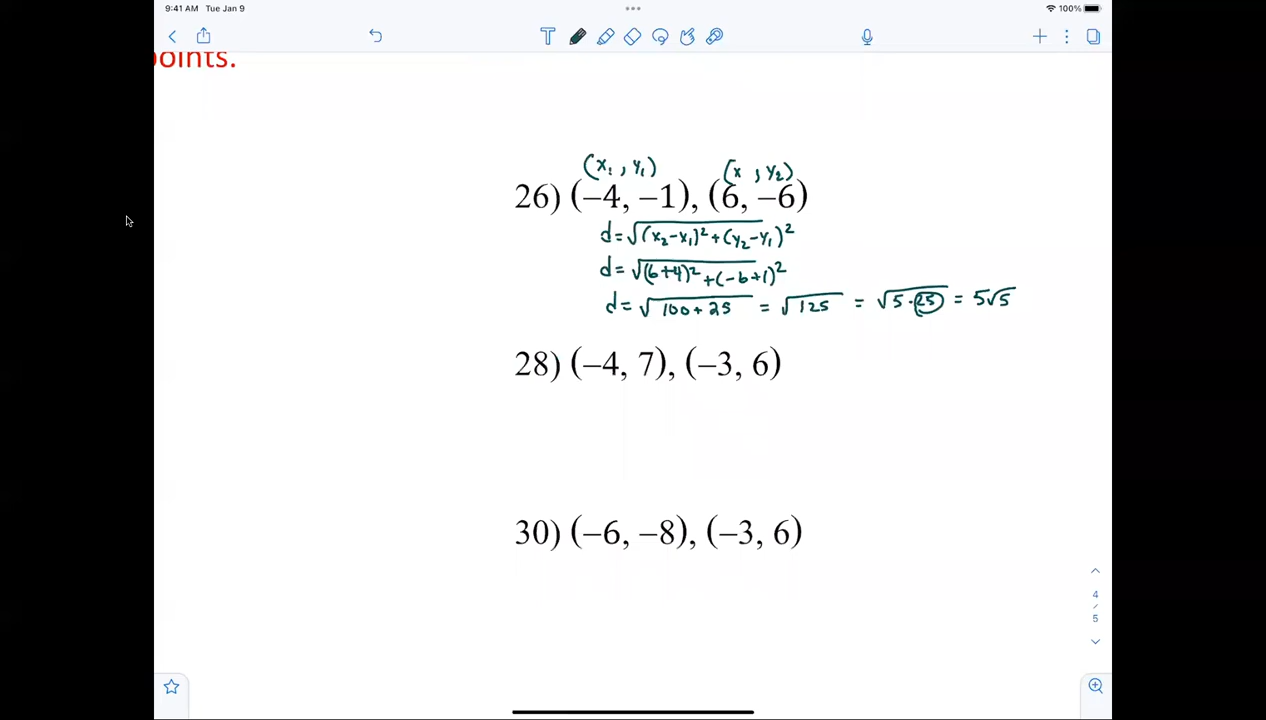 9:41 AM Tue Jan 9
100%
points.
(x₁, y₁) (x , y₂)
26) (–4, –1), (6, –6)
d=√(x₂-x₁)²+(y₂-y₁)²
d=√(6+4)²+(-6+1)²
d=√100+25 = √125 = √5·25 = 5√5
28) (–4, 7), (–3, 6)
30) (–6, –8), (–3, 6)
4
/
5